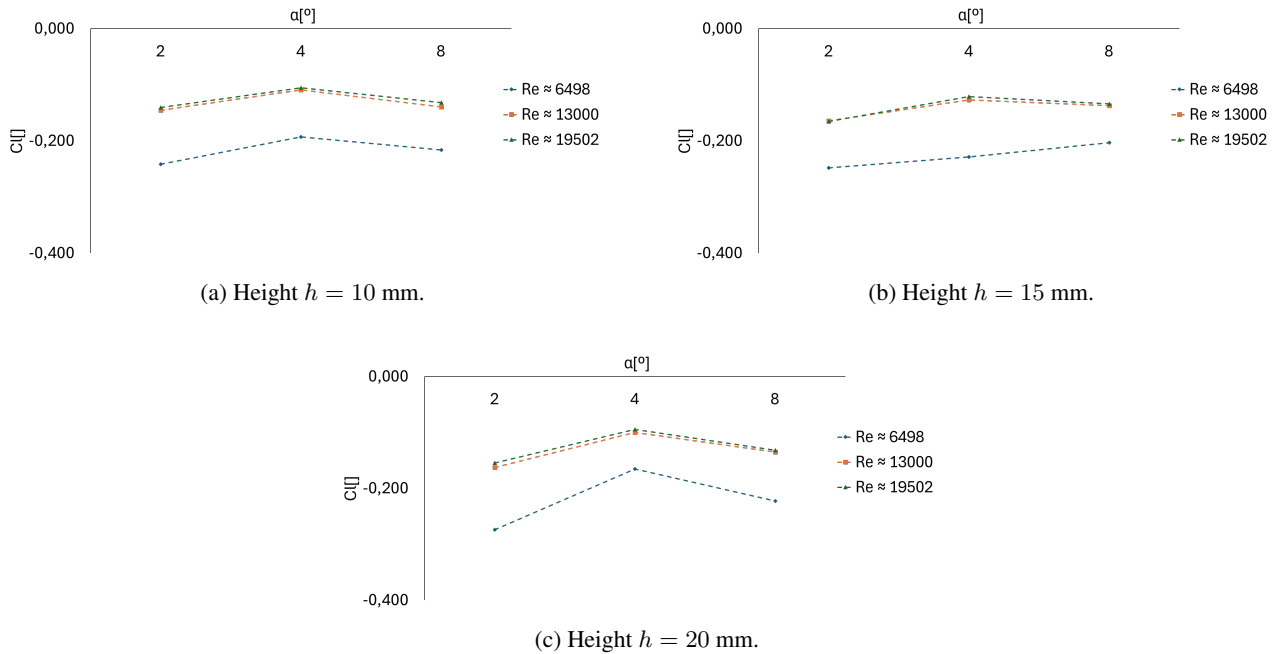 α[º]
0,000
2 4 8
Re ≈ 6498
Re ≈ 13000
Cl[]
-0,200
Re ≈ 19502
-0,400
(a) Height h = 10 mm.
α[º]
0,000
2 4 8
Re ≈ 6498
Re ≈ 13000
Cl[]
-0,200
Re ≈ 19502
-0,400
(b) Height h = 15 mm.
α[º]
0,000
2 4 8
Re ≈ 6498
Re ≈ 13000
Cl[]
-0,200
Re ≈ 19502
-0,400
(c) Height h = 20 mm.